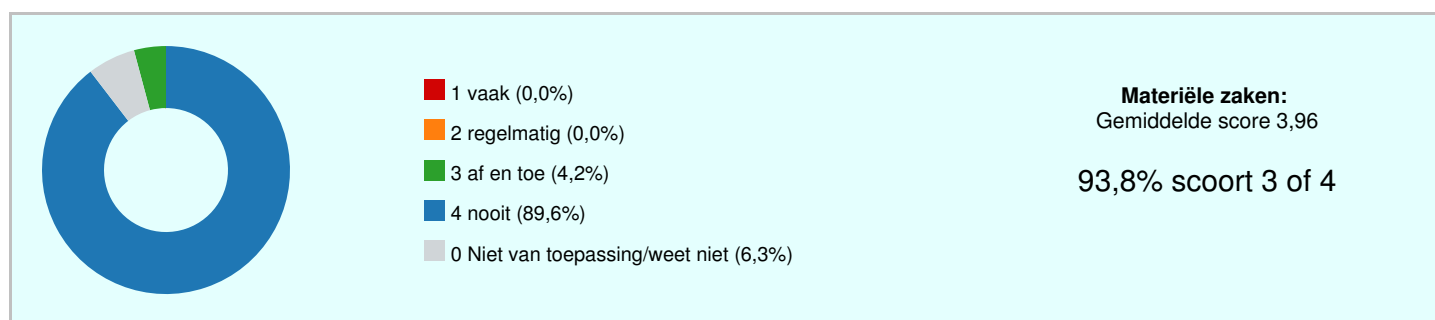 1 vaak (0,0%)
2 regelmatig (0,0%)
3 af en toe (4,2%)
4 nooit (89,6%)
0 Niet van toepassing/weet niet (6,3%)
Materiële zaken:
Gemiddelde score 3,96
93,8% scoort 3 of 4